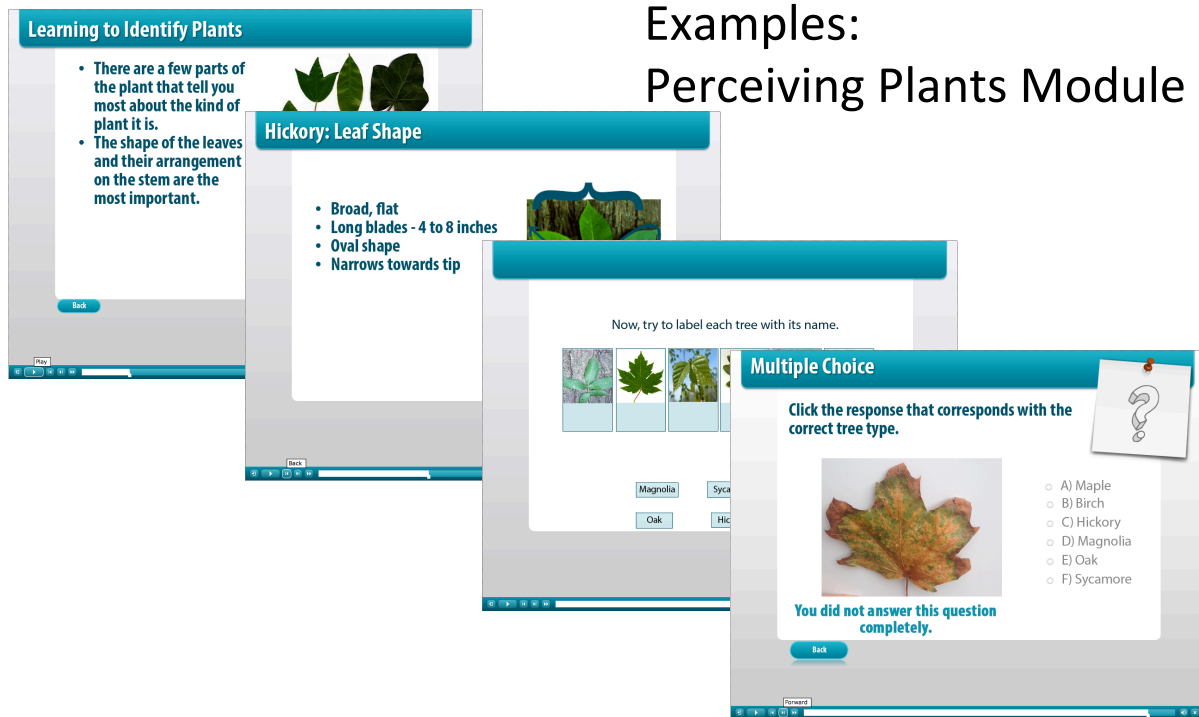 Examples:
Perceiving Plants Module
Learning to Identify Plants
• There are a few parts of
the plant that tell you
most about the kind of
plant it is.
• The shape of the leaves
and their arrangement
on the stem are the
most important.
Back
Play
Hickory: Leaf Shape
• Broad, flat
• Long blades - 4 to 8 inches
• Oval shape
• Narrows towards tip
Back
Now, try to label each tree with its name.
Magnolia
Syca
Oak
Hic
Multiple Choice
?
Click the response that corresponds with the
correct tree type.
A) Maple
B) Birch
C) Hickory
D) Magnolia
E) Oak
F) Sycamore
You did not answer this question
completely.
Back
Forward